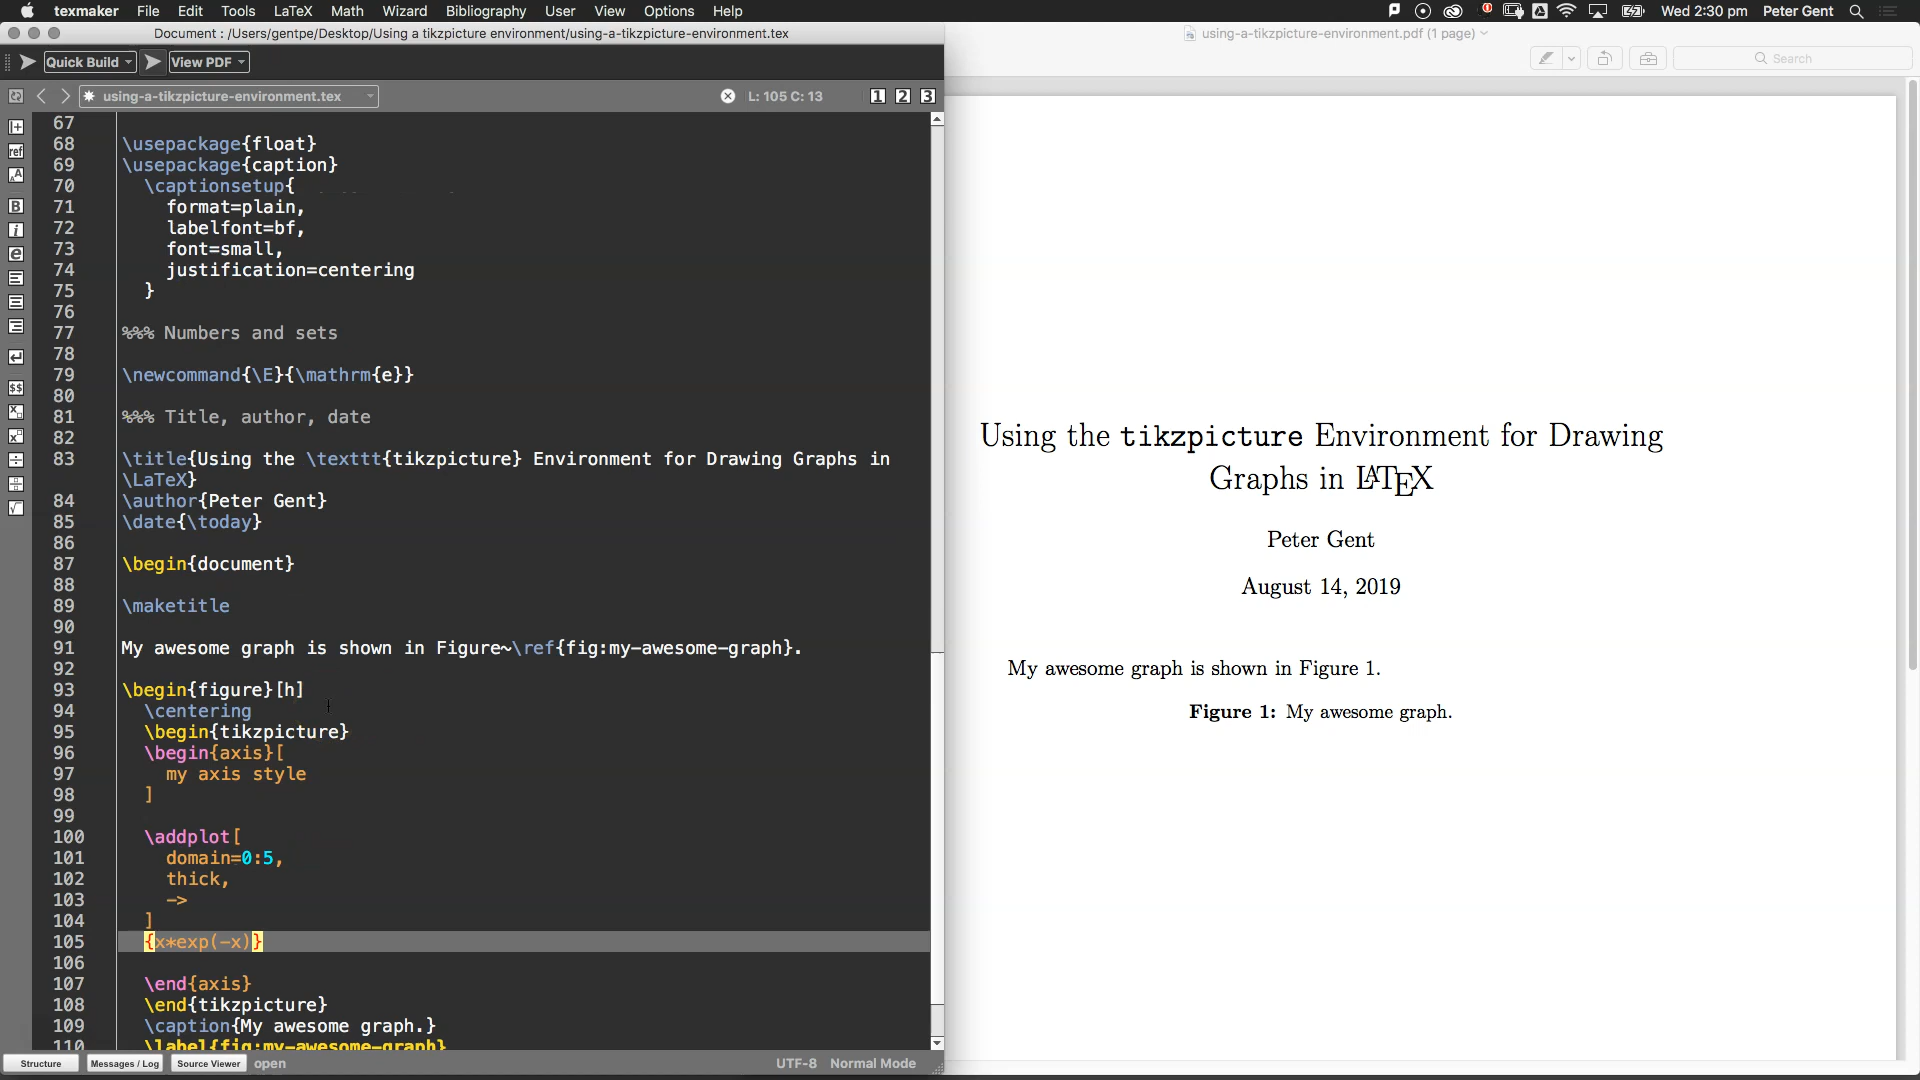 texmaker File Edit Tools LaTeX Math Wizard Bibliography User View Options Help Wed 2:30 pm Peter Gent
Document : /Users/gentpe/Desktop/Using a tikzpicture environment/using-a-tikzpicture-environment.tex
using-a-tikzpicture-environment.pdf (1 page)
Quick Build View PDF
Search
using-a-tikzpicture-environment.tex L: 105 C: 13 1 2 3
67
68 \usepackage{float}
69 \usepackage{caption}
70 \captionsetup{
71 format=plain,
72 labelfont=bf,
73 font=small,
74 justification=centering
75 }
76
77 %%% Numbers and sets
78
79 \newcommand{\E}{\mathrm{e}}
80
81 %%% Title, author, date
82
83 \title{Using the \texttt{tikzpicture} Environment for Drawing Graphs in
\LaTeX}
84 \author{Peter Gent}
85 \date{\today}
86
87 \begin{document}
88
89 \maketitle
90
91 My awesome graph is shown in Figure~\ref{fig:my-awesome-graph}.
92
93 \begin{figure}[h]
94 \centering
95 \begin{tikzpicture}
96 \begin{axis}[
97 my axis style
98 ]
99
100 \addplot[
101 domain=0:5,
102 thick,
103 ->
104 ]
105 {x*exp(-x)}
106
107 \end{axis}
108 \end{tikzpicture}
109 \caption{My awesome graph.}
110 \label{fig:my-awesome-graph}
Structure Messages / Log Source Viewer open UTF-8 Normal Mode
Using the tikzpicture Environment for Drawing
Graphs in LATEX
Peter Gent
August 14, 2019
My awesome graph is shown in Figure 1.
Figure 1: My awesome graph.